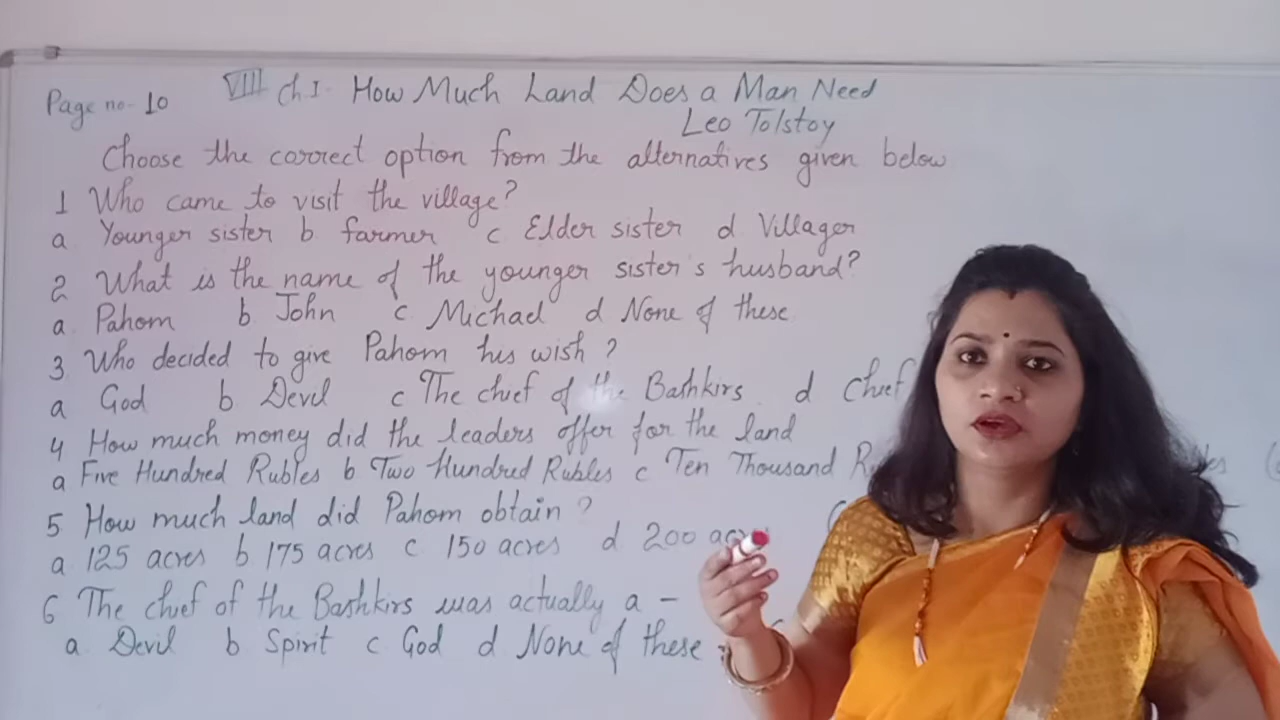 Page no- 10
VIII Ch.I. How Much Land Does a Man Need
Leo Tolstoy
Choose the correct option from the alternatives given below
1 Who came to visit the village?
a Younger sister b farmer c Elder sister d Villager
2 What is the name of the younger sister's husband?
a. Pahom b John c. Michael d None of these
3 Who decided to give Pahom his wish?
a God b Devil c The chief of the Bashkirs. d Chief
4 How much money did the leaders offer for the land
a Five Hundred Rubles b Two Hundred Rubles c Ten Thousand
5 How much land did Pahom obtain?
a. 125 acres b 175 acres c. 150 acres d 200
6 The chief of the Bashkirs was actually a -
a Devil b Spirit c God d None of these